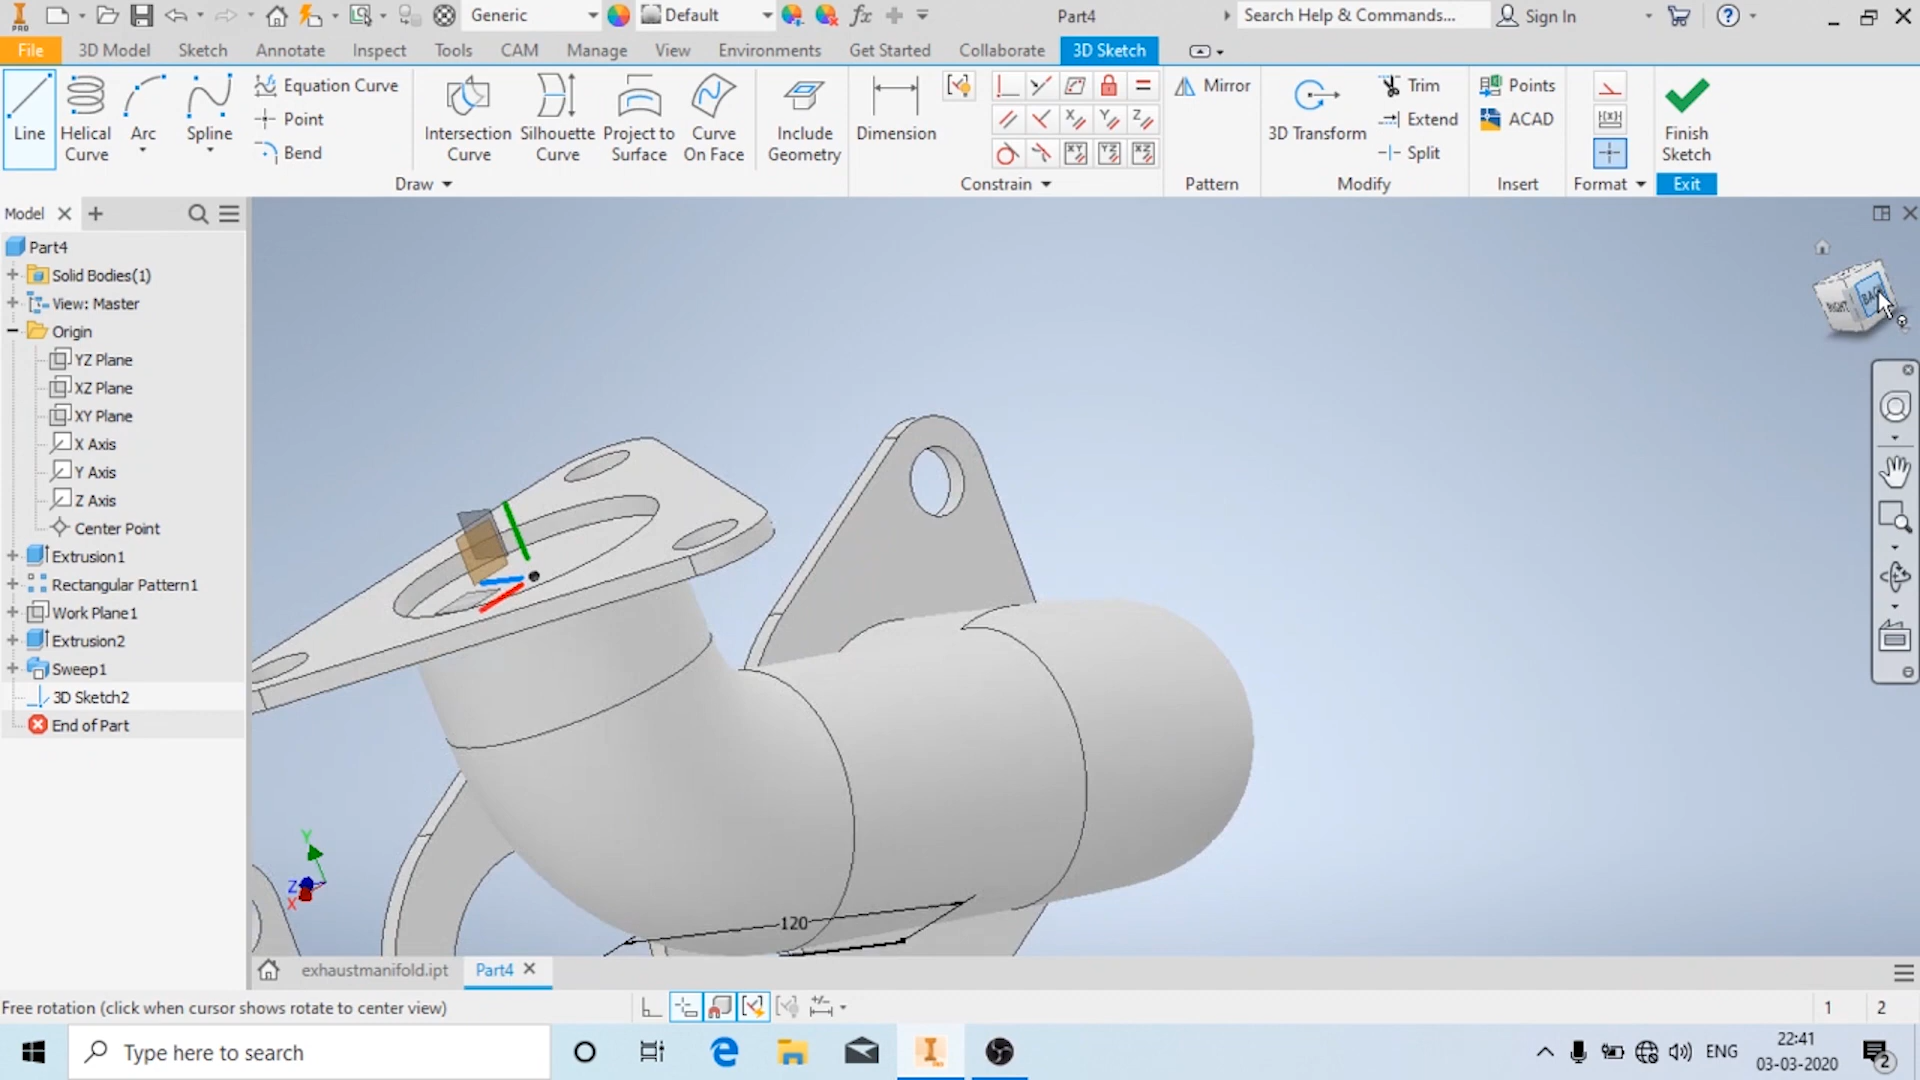 PRO
Generic
Default
fx
Part4
Search Help & Commands...
Sign In
File
3D Model
Sketch
Annotate
Inspect
Tools
CAM
Manage
View
Environments
Get Started
Collaborate
3D Sketch
Line
Helical Curve
Arc
Spline
Equation Curve
Point
Bend
Intersection Curve
Silhouette Curve
Project to Surface
Curve On Face
Include Geometry
Dimension
Mirror
3D Transform
Trim
Extend
Split
Points
ACAD
Finish Sketch
Draw
Constrain
Pattern
Modify
Insert
Format
Exit
Model
Part4
Solid Bodies(1)
View: Master
Origin
YZ Plane
XZ Plane
XY Plane
X Axis
Y Axis
Z Axis
Center Point
Extrusion1
Rectangular Pattern1
Work Plane1
Extrusion2
Sweep1
3D Sketch2
End of Part
RIGHT
BACK
120
Y
Z
X
exhaustmanifold.ipt
Part4
Free rotation (click when cursor shows rotate to center view)
1
2
Type here to search
ENG
22:41
03-03-2020
2